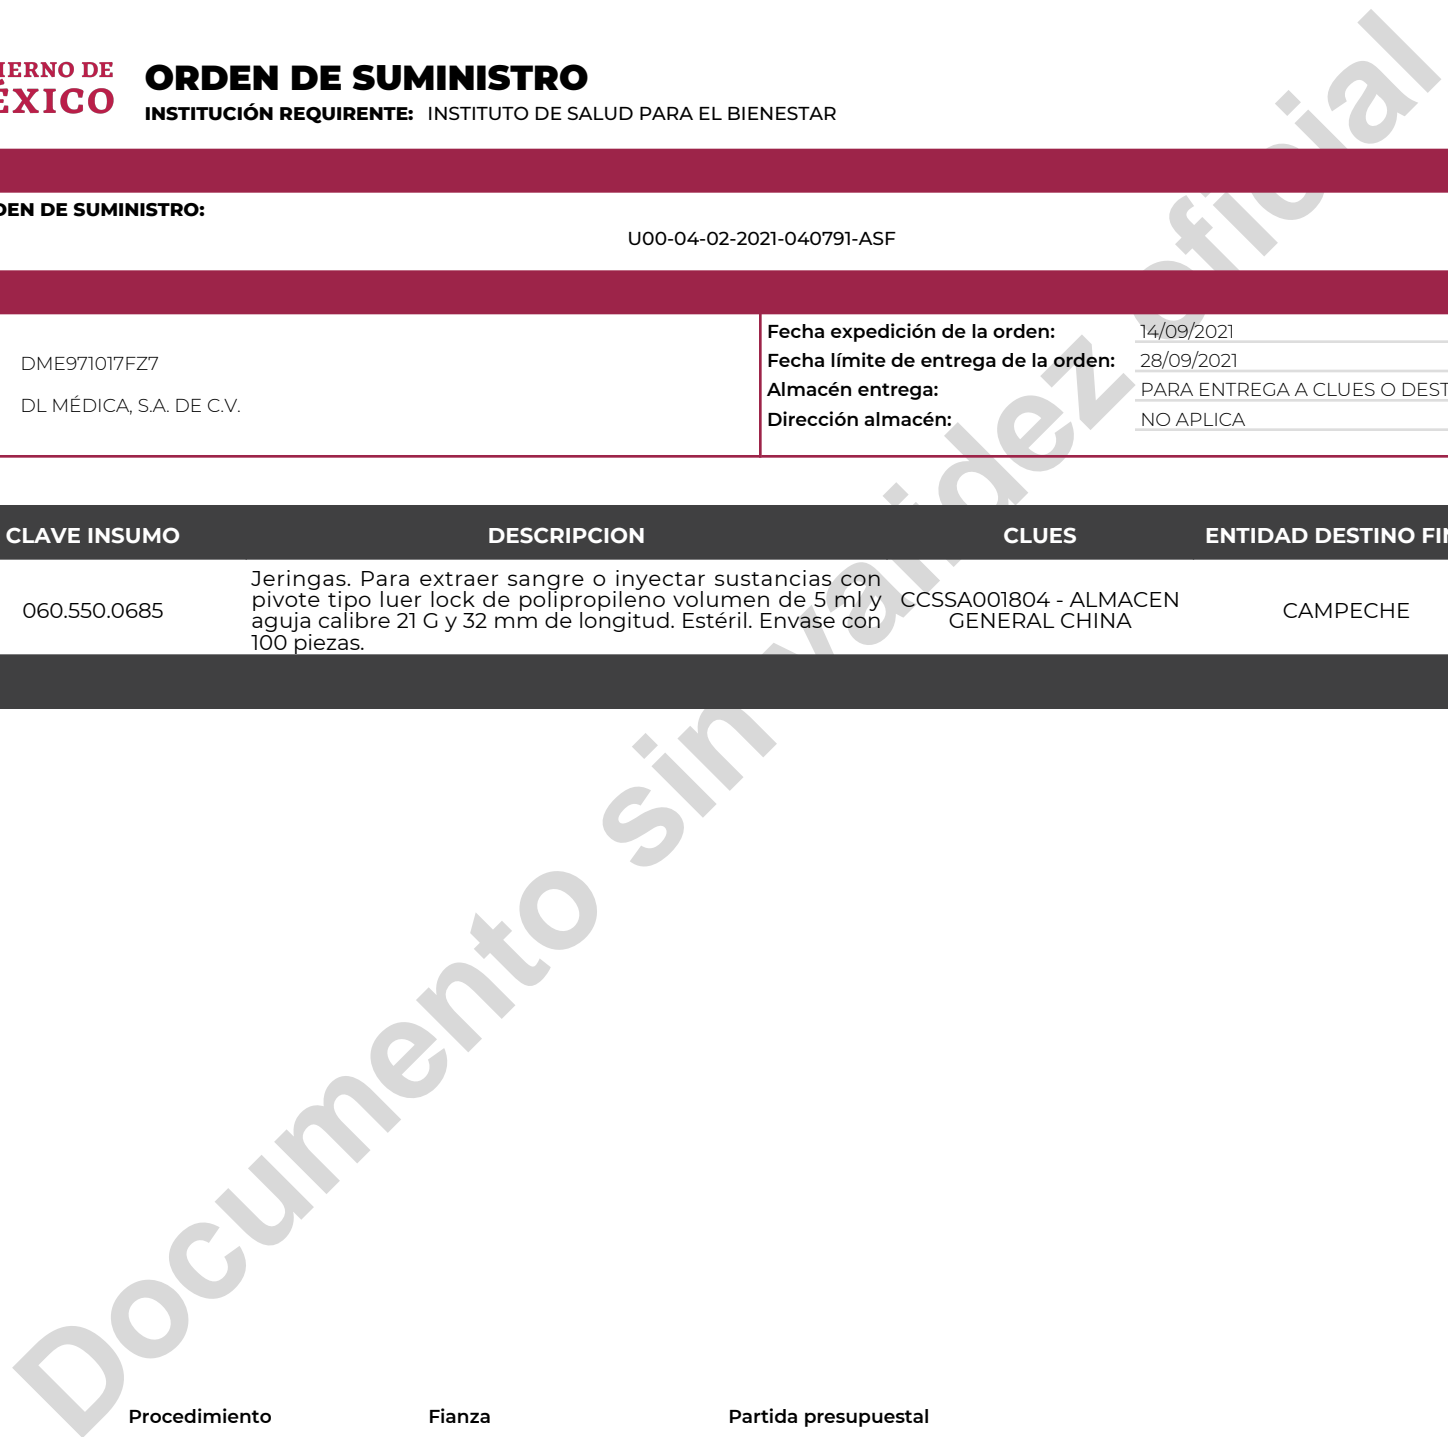 IERNO DE
ÉXICO
ORDEN DE SUMINISTRO
INSTITUCIÓN REQUIRENTE: INSTITUTO DE SALUD PARA EL BIENESTAR
DEN DE SUMINISTRO:
U00-04-02-2021-040791-ASF
DME971017FZ7
DL MÉDICA, S.A. DE C.V.
Fecha expedición de la orden: 14/09/2021
Fecha límite de entrega de la orden: 28/09/2021
Almacén entrega: PARA ENTREGA A CLUES O DEST
Dirección almacén: NO APLICA
CLAVE INSUMO DESCRIPCION CLUES ENTIDAD DESTINO FIN
060.550.0685
Jeringas. Para extraer sangre o inyectar sustancias con
pivote tipo luer lock de polipropileno volumen de 5 ml y
aguja calibre 21 G y 32 mm de longitud. Estéril. Envase con
100 piezas.
CCSSA001804 - ALMACEN
GENERAL CHINA
CAMPECHE
Documento sin validez oficial
Procedimiento Fianza Partida presupuestal